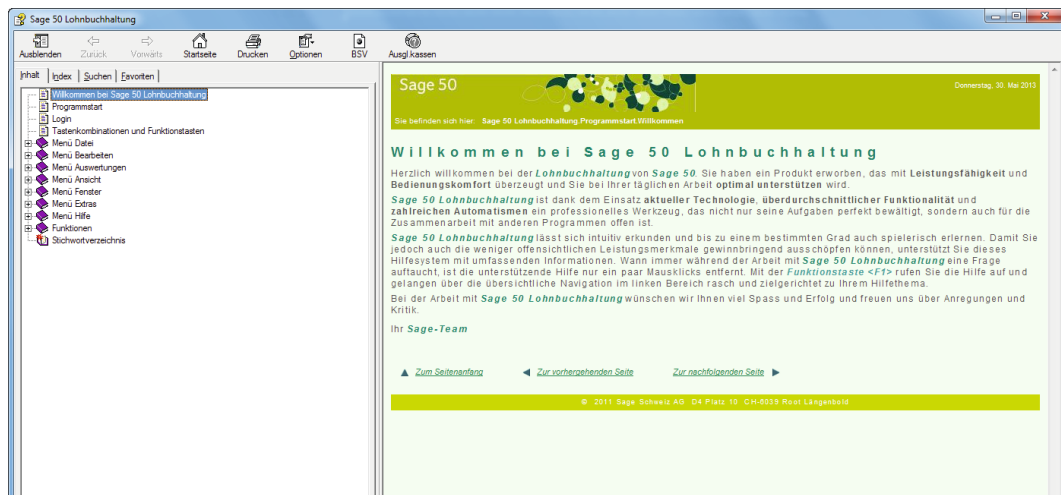 Sage 50 Lohnbuchhaltung
Ausblenden Zurück Vorwärts Startseite Drucken Optionen BSV Ausgl.kassen
Inhalt Index Suchen Favoriten
Willkommen bei Sage 50 Lohnbuchhaltung
Programmstart
Login
Tastenkombinationen und Funktionstasten
Menü Datei
Menü Bearbeiten
Menü Auswertungen
Menü Ansicht
Menü Fenster
Menü Extras
Menü Hilfe
Funktionen
Stichwortverzeichnis
Sage 50
Donnerstag, 30. Mai 2013
Sie befinden sich hier: Sage 50 Lohnbuchhaltung.Programmstart.Willkommen
Willkommen bei Sage 50 Lohnbuchhaltung
Herzlich willkommen bei der Lohnbuchhaltung von Sage 50. Sie haben ein Produkt erworben, das mit Leistungsfähigkeit und
Bedienungskomfort überzeugt und Sie bei Ihrer täglichen Arbeit optimal unterstützen wird.
Sage 50 Lohnbuchhaltung ist dank dem Einsatz aktueller Technologie, überdurchschnittlicher Funktionalität und
zahlreichen Automatismen ein professionelles Werkzeug, das nicht nur seine Aufgaben perfekt bewältigt, sondern auch für die
Zusammenarbeit mit anderen Programmen offen ist.
Sage 50 Lohnbuchhaltung lässt sich intuitiv erkunden und bis zu einem bestimmten Grad auch spielerisch erlernen. Damit Sie
jedoch auch die weniger offensichtlichen Leistungsmerkmale gewinnbringend ausschöpfen können, unterstützt Sie dieses
Hilfesystem mit umfassenden Informationen. Wann immer während der Arbeit mit Sage 50 Lohnbuchhaltung eine Frage
auftaucht, ist die unterstützende Hilfe nur ein paar Mausklicks entfernt. Mit der Funktionstaste <F1> rufen Sie die Hilfe auf und
gelangen über die übersichtliche Navigation im linken Bereich rasch und zielgerichtet zu Ihrem Hilfethema.
Bei der Arbeit mit Sage 50 Lohnbuchhaltung wünschen wir Ihnen viel Spass und Erfolg und freuen uns über Anregungen und
Kritik.
Ihr Sage-Team
Zum Seitenanfang Zur vorhergehenden Seite Zur nachfolgenden Seite
© 2011 Sage Schweiz AG D4 Platz 10 CH-6039 Root Längenbold